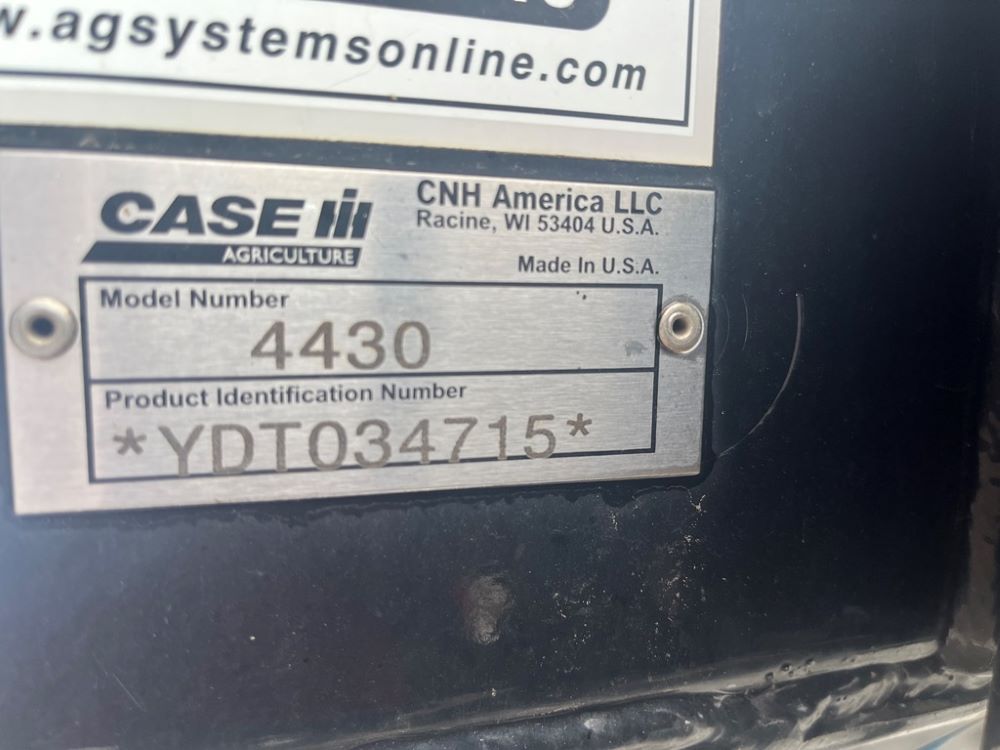 w.agsystemsonline.com
CASE IH
AGRICULTURE
CNH America LLC
Racine, WI 53404 U.S.A.
Made In U.S.A.
Model Number
4430
Product Identification Number
*YDT034715*